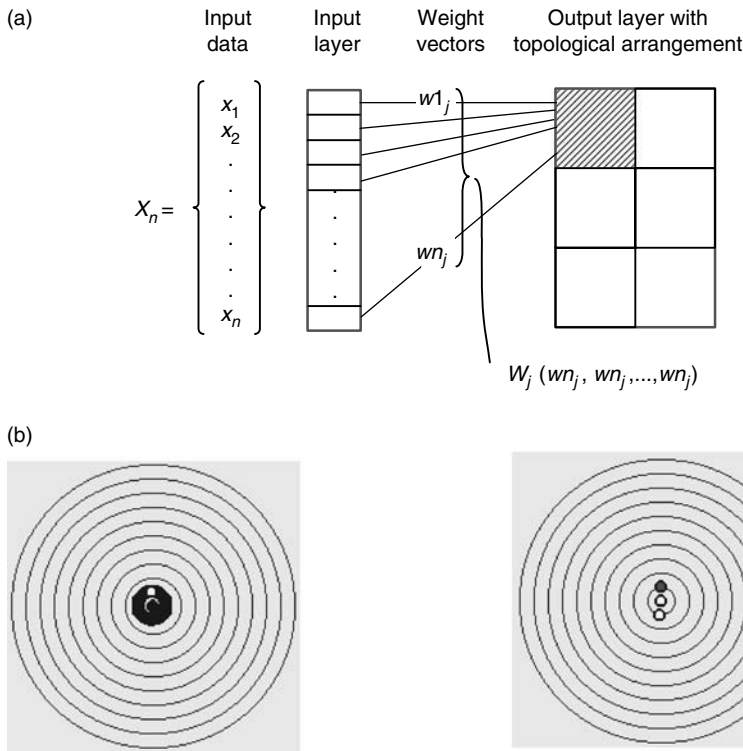 (a)
Input data
Input layer
Weight vectors
Output layer with topological arrangement
x1
x2
.
.
.
.
.
.
xn
Xn =
.
.
.
.
.
w1j
wnj
Wj (wnj, wnj,...,wnj)
(b)